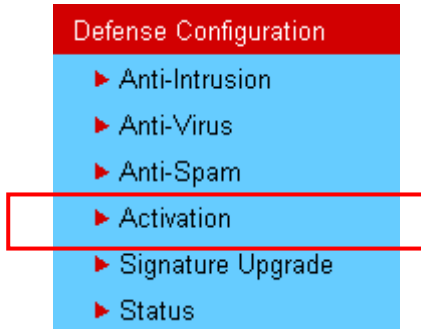 Defense Configuration
Anti-Intrusion
Anti-Virus
Anti-Spam
Activation
Signature Upgrade
Status